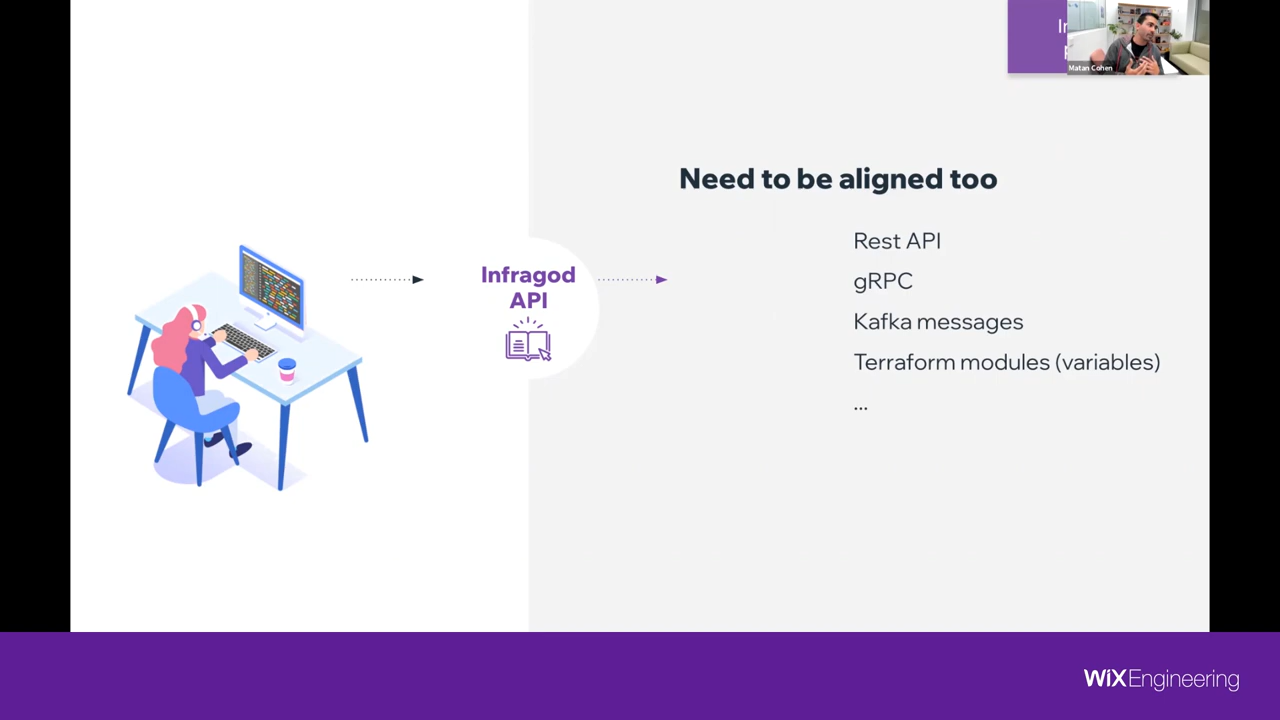 Matan Cohen
Need to be aligned too
Infragod
API
Rest API
gRPC
Kafka messages
Terraform modules (variables)
...
WiX Engineering